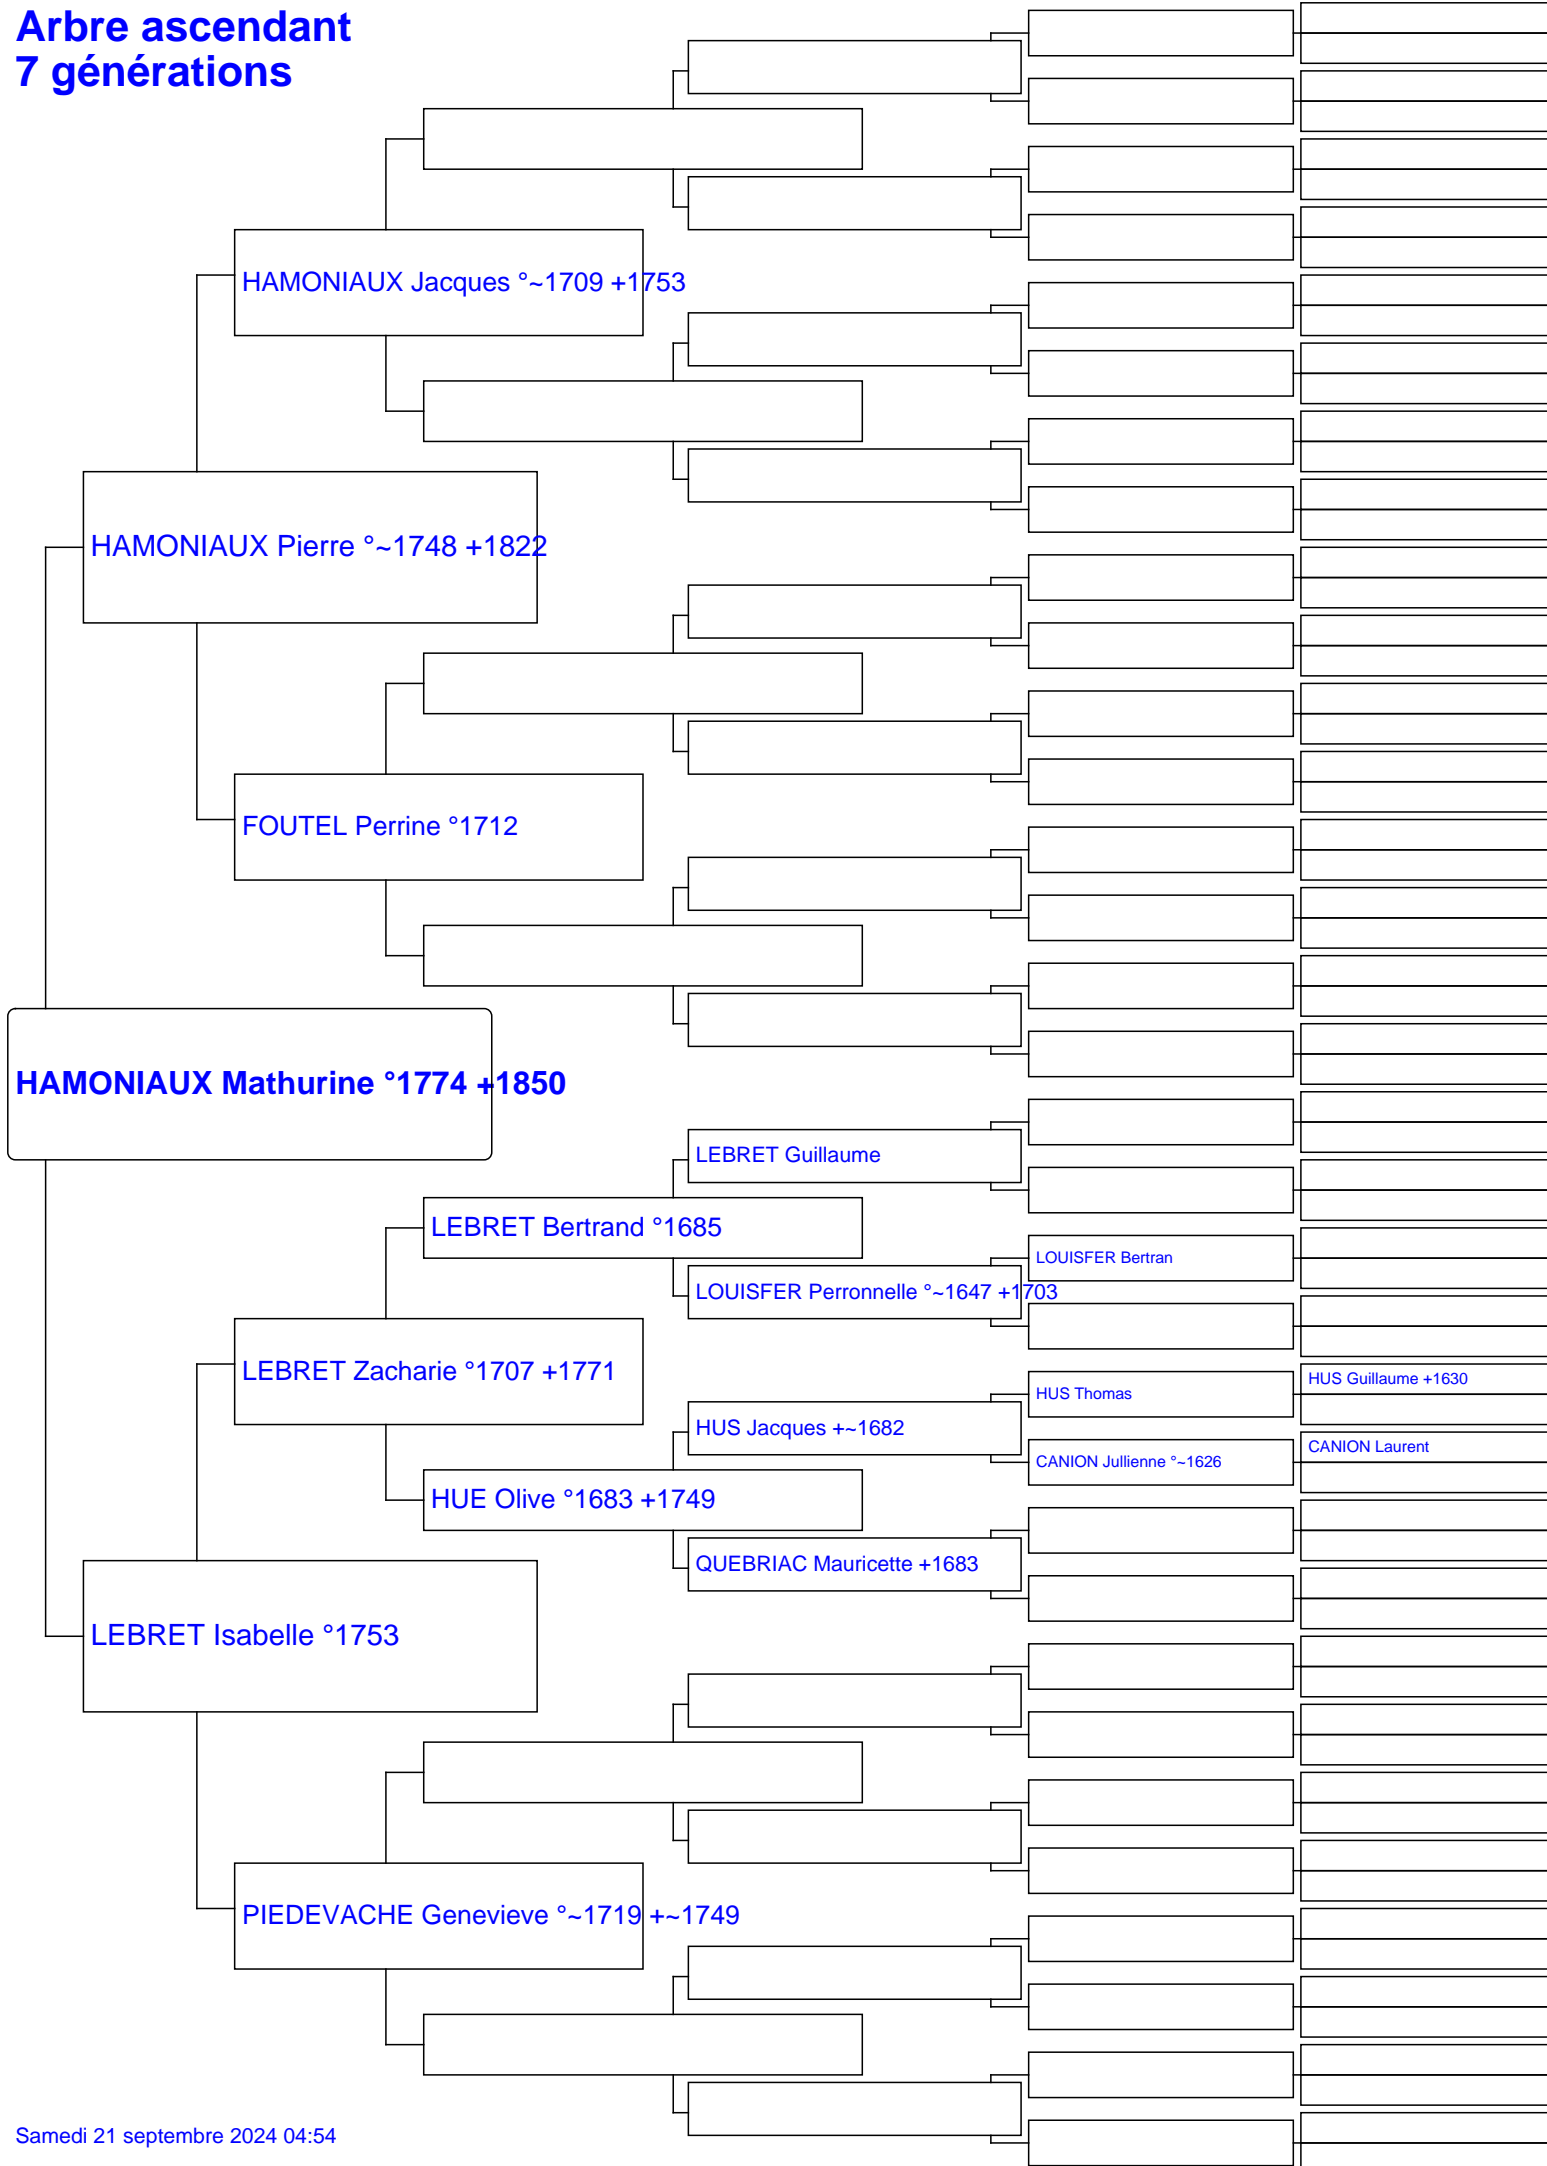 Arbre ascendant
7 générations
HAMONIAUX Jacques °~1709 +1753
HAMONIAUX Pierre °~1748 +1822
FOUTEL Perrine °1712
HAMONIAUX Mathurine °1774 +1850
LEBRET Guillaume
LEBRET Bertrand °1685
LOUISFER Bertran
LOUISFER Perronnelle °~1647 +1703
LEBRET Zacharie °1707 +1771
HUS Guillaume +1630
HUS Thomas
HUS Jacques +~1682
CANION Laurent
CANION Jullienne °~1626
HUE Olive °1683 +1749
QUEBRIAC Mauricette +1683
LEBRET Isabelle °1753
PIEDEVACHE Genevieve °~1719 +~1749
Samedi 21 septembre 2024 04:54